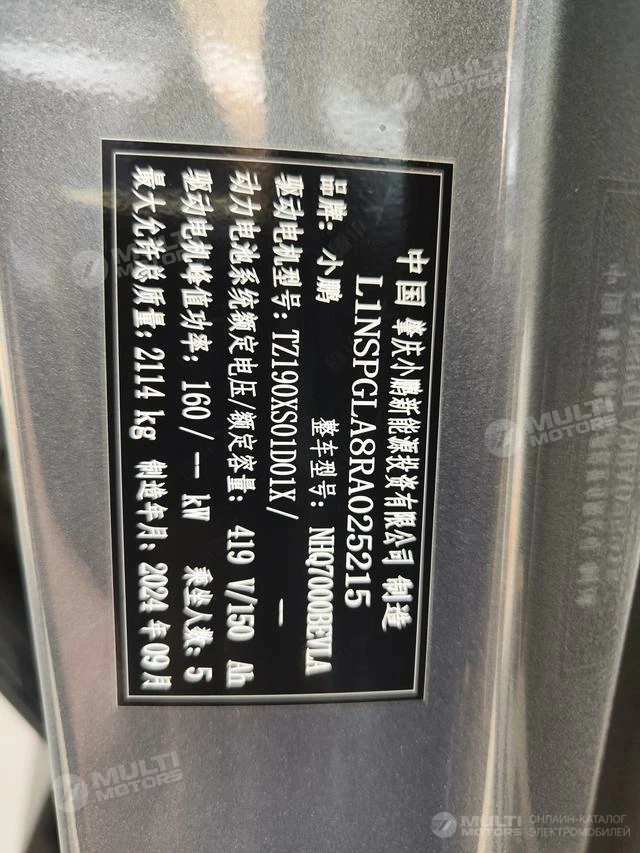 中国 肇庆小鹏新能源投资有限公司 制造
L1NSPGLA8RA025215
品牌：小鹏 整车型号：NHQ7000BEVLA
驱动电机型号：TZ190XS01D01X/ —
动力电池系统额定电压/额定容量：419 V/150 Ah
驱动电机峰值功率：160/-- kW 乘坐人数：5
最大允许总质量：2114 kg 制造年月：2024 年 09月
MULTI MOTORS
MULTI MOTORS
MULTI MOTORS
MULTI MOTORS
MULTI MOTORS
ОНЛАЙН-КАТАЛОГ
ЭЛЕКТРОМОБИЛЕЙ